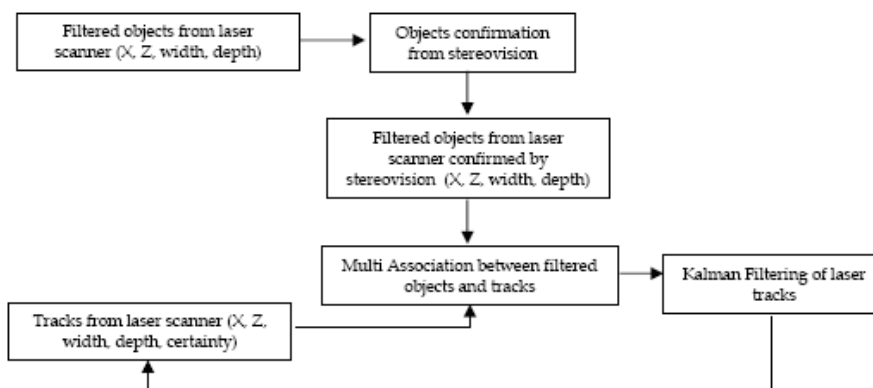 Filtered objects from laser
scanner (X, Z, width, depth)
Objects confirmation
from stereovision
Filtered objects from laser
scanner confirmed by
stereovision (X, Z, width, depth)
Multi Association between filtered
objects and tracks
Kalman Filtering of laser
tracks
Tracks from laser scanner (X, Z,
width, depth, certainty)